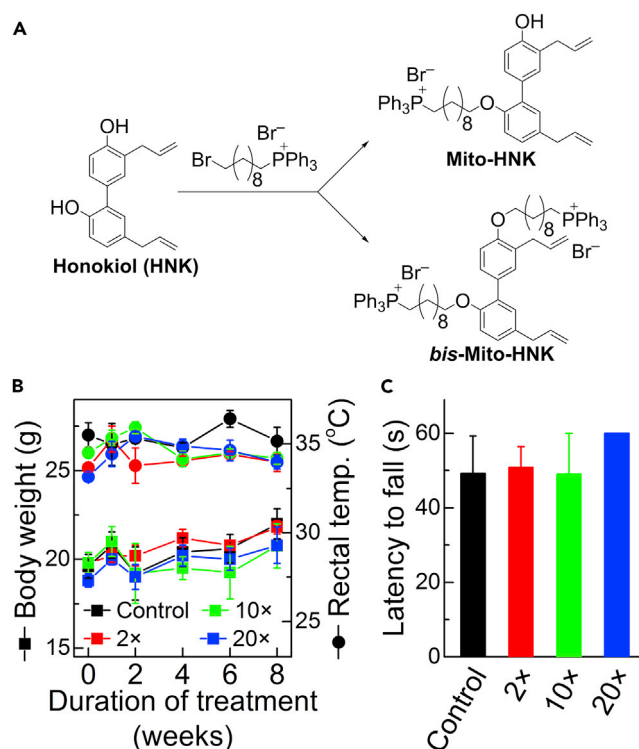 A
OH
HO
Honokiol (HNK)
Br
8
Br⁻
+
PPh₃
OH
Br⁻
+
Ph₃P
8
O
Mito-HNK
O
8
+
PPh₃
Br⁻
Br⁻
+
Ph₃P
8
O
bis-Mito-HNK
B
Body weight (g)
25
20
15
Control
10×
2×
20×
35
30
25
Rectal temp. (°C)
0
2
4
6
8
Duration of treatment
(weeks)
C
Latency to fall (s)
60
40
20
0
Control
2×
10×
20×